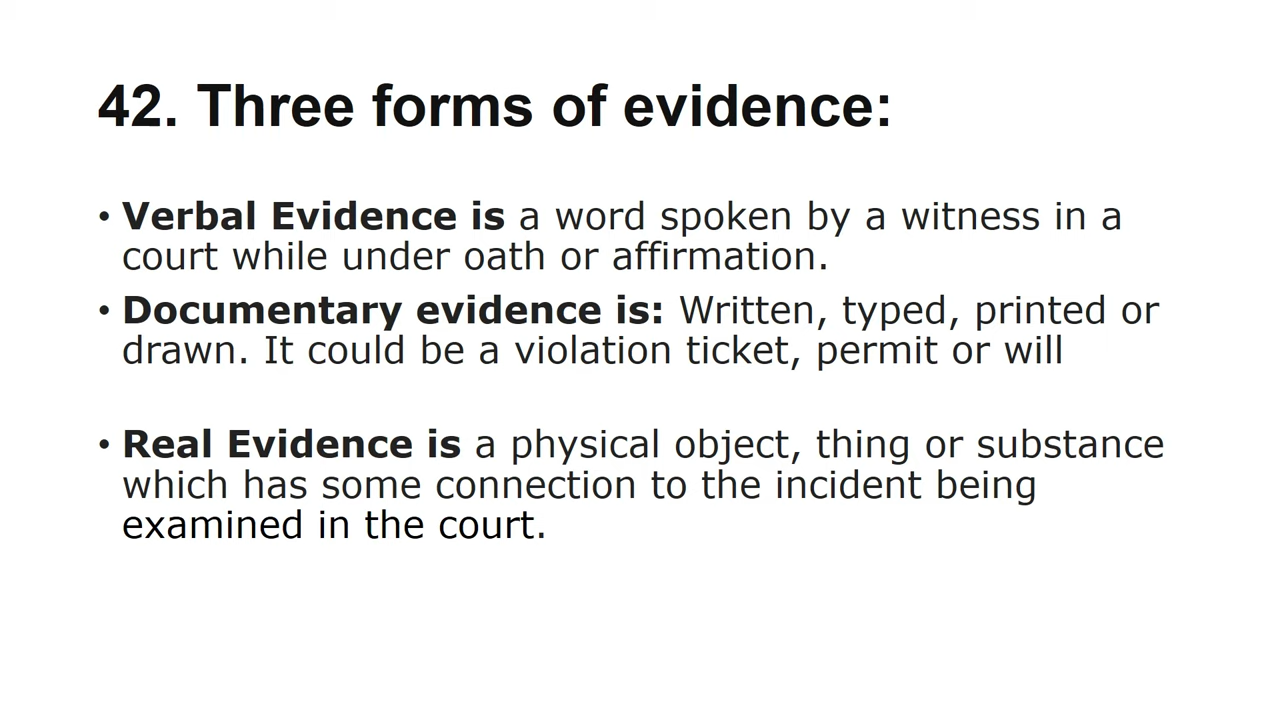 42. Three forms of evidence:
• Verbal Evidence is a word spoken by a witness in a
court while under oath or affirmation.
• Documentary evidence is: Written, typed, printed or
drawn. It could be a violation ticket, permit or will
• Real Evidence is a physical object, thing or substance
which has some connection to the incident being
examined in the court.